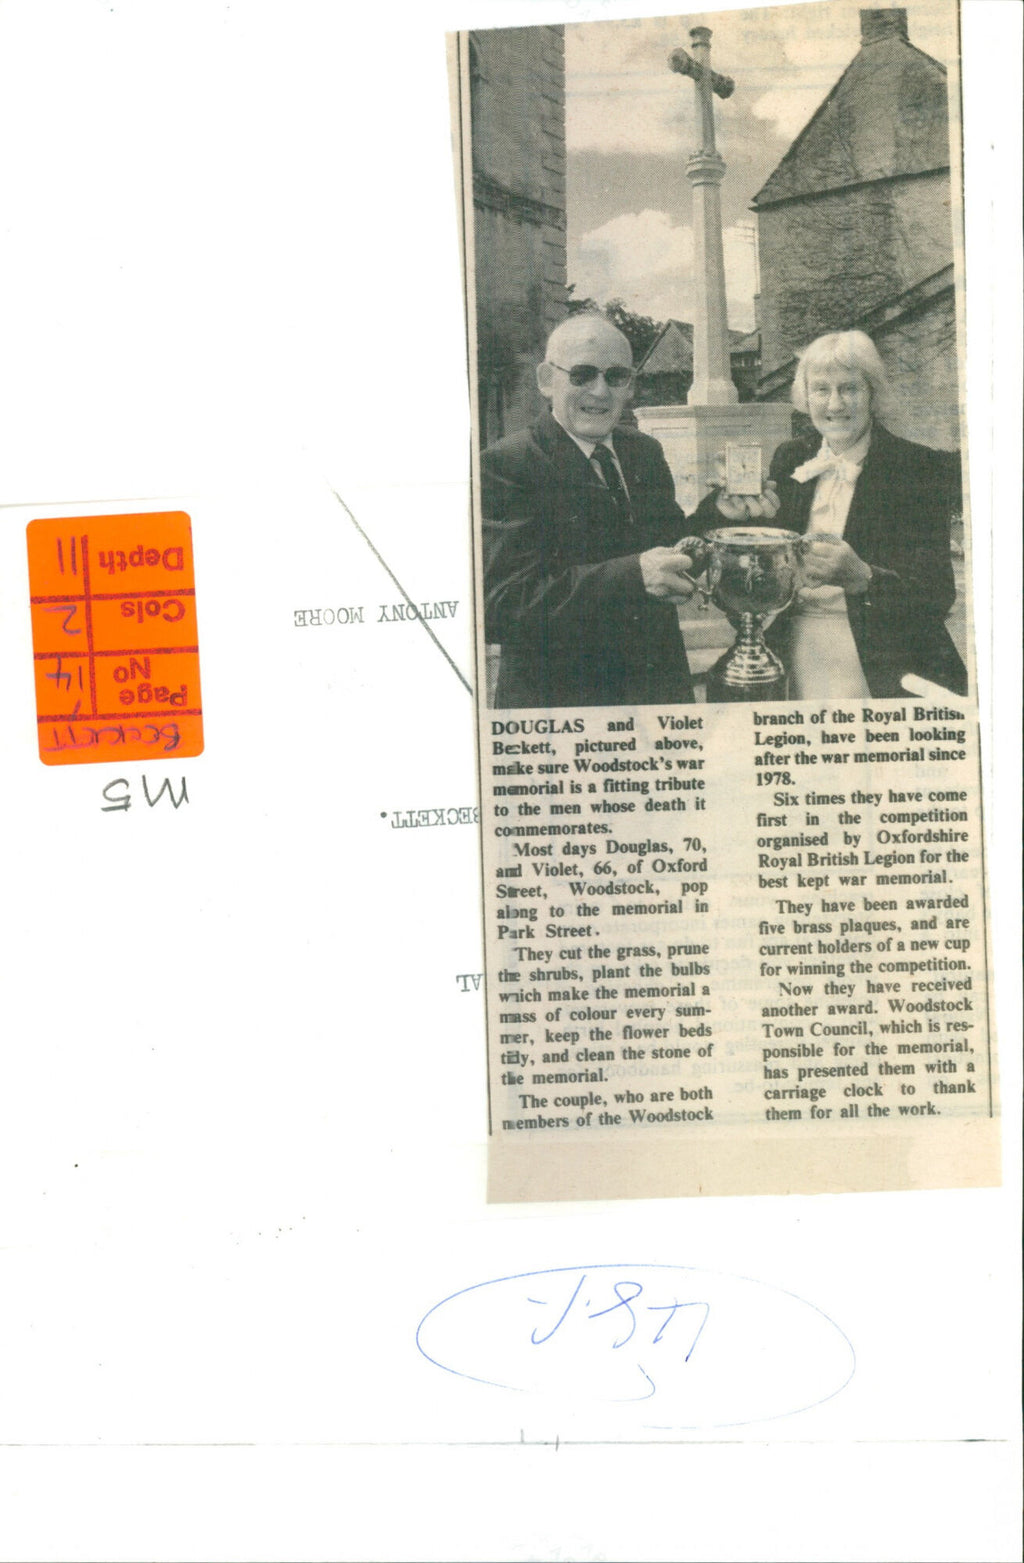 DOUGLAS and Violet
Beckett, pictured above,
make sure Woodstock's war
memorial is a fitting tribute
to the men whose death it
commemorates.
Most days Douglas, 70,
and Violet, 66, of Oxford
Street, Woodstock, pop
along to the memorial in
Park Street.
They cut the grass, prune
the shrubs, plant the bulbs
which make the memorial a
mass of colour every sum-
mer, keep the flower beds
tidy, and clean the stone of
the memorial.
The couple, who are both
members of the Woodstock
branch of the Royal British
Legion, have been looking
after the war memorial since
1978.
Six times they have come
first in the competition
organised by Oxfordshire
Royal British Legion for the
best kept war memorial.
They have been awarded
five brass plaques, and are
current holders of a new cup
for winning the competition.
Now they have received
another award. Woodstock
Town Council, which is res-
ponsible for the memorial,
has presented them with a
carriage clock to thank
them for all the work.
BECKETT
Page No 14
Cols 2
Depth 111
M5
ANTONY MOORE
BECKETT.
AL